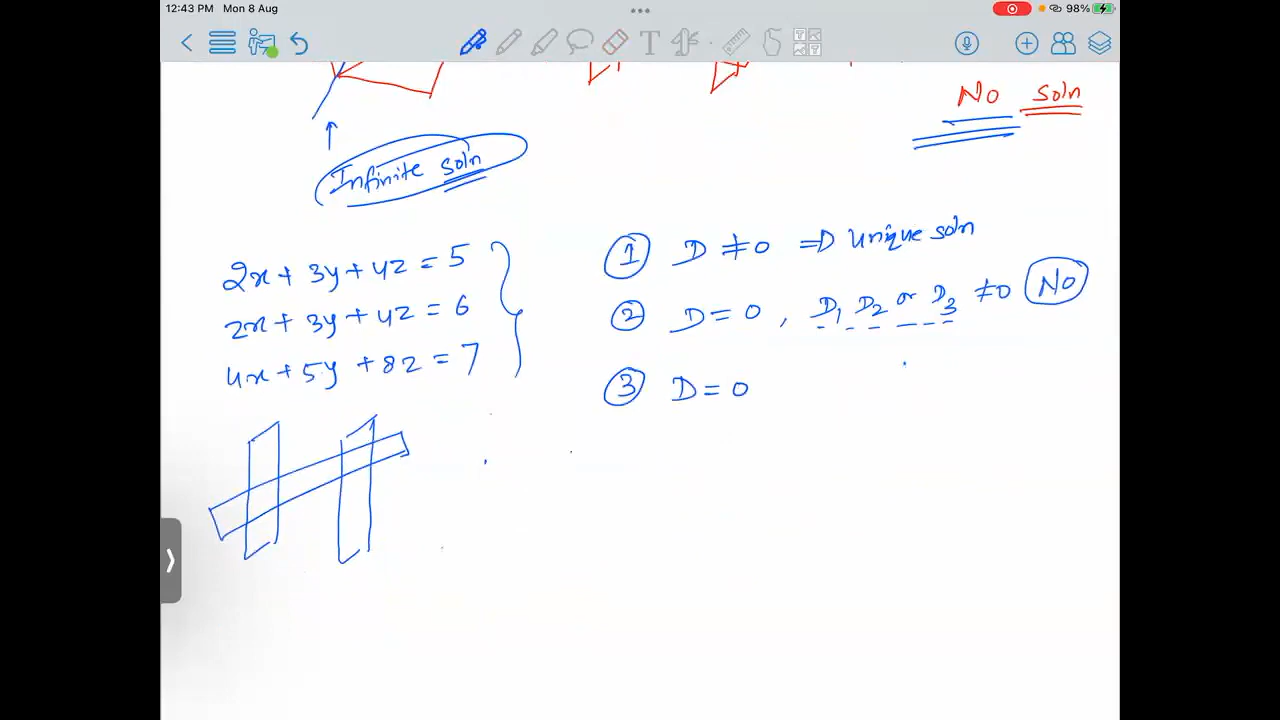 12:43 PM Mon 8 Aug
98%
T
No soln
Infinite soln
2x + 3y + 4z = 5
2x + 3y + 4z = 6
4x + 5y + 8z = 7
① D ≠ 0 ⇒ unique soln
② D = 0 , D₁ D₂ or D₃ ≠ 0 No
③ D = 0